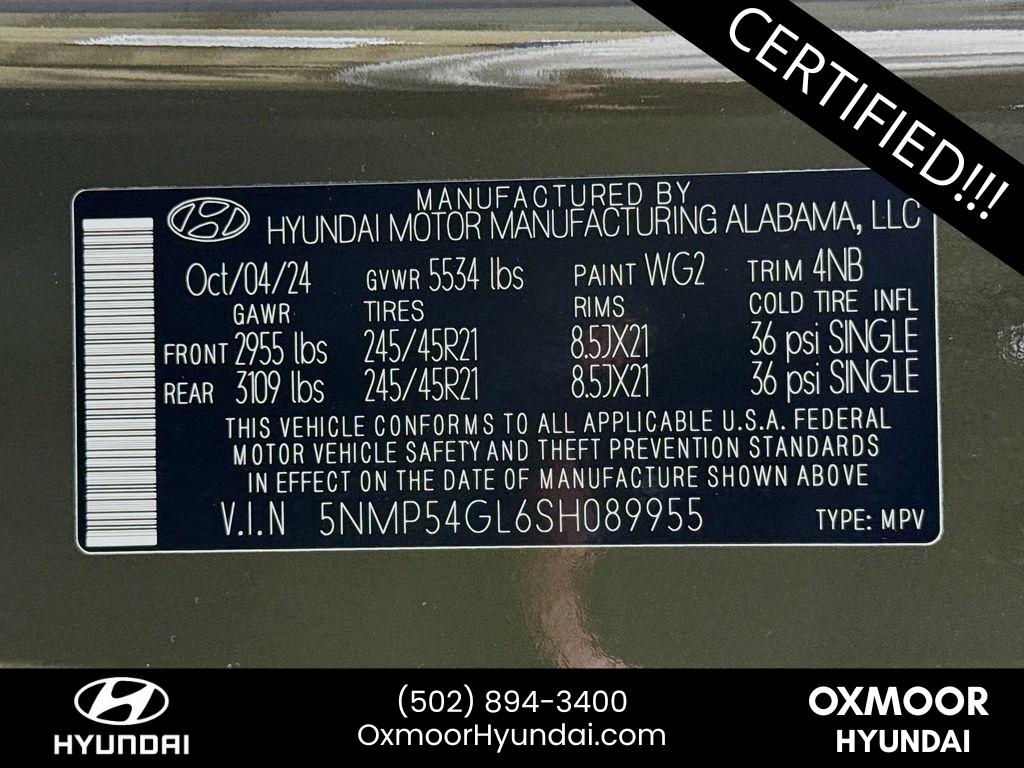 CERTIFIED!!!
MANUFACTURED BY
HYUNDAI MOTOR MANUFACTURING ALABAMA, LLC
Oct/04/24 GVWR 5534 lbs PAINT WG2 TRIM 4NB
GAWR TIRES RIMS COLD TIRE INFL
FRONT 2955 lbs 245/45R21 8.5JX21 36 psi SINGLE
REAR 3109 lbs 245/45R21 8.5JX21 36 psi SINGLE
THIS VEHICLE CONFORMS TO ALL APPLICABLE U.S.A. FEDERAL
MOTOR VEHICLE SAFETY AND THEFT PREVENTION STANDARDS
IN EFFECT ON THE DATE OF MANUFACTURE SHOWN ABOVE
V.I.N 5NMP54GL6SH089955 TYPE: MPV
HYUNDAI
(502) 894-3400
OxmoorHyundai.com
OXMOOR
HYUNDAI